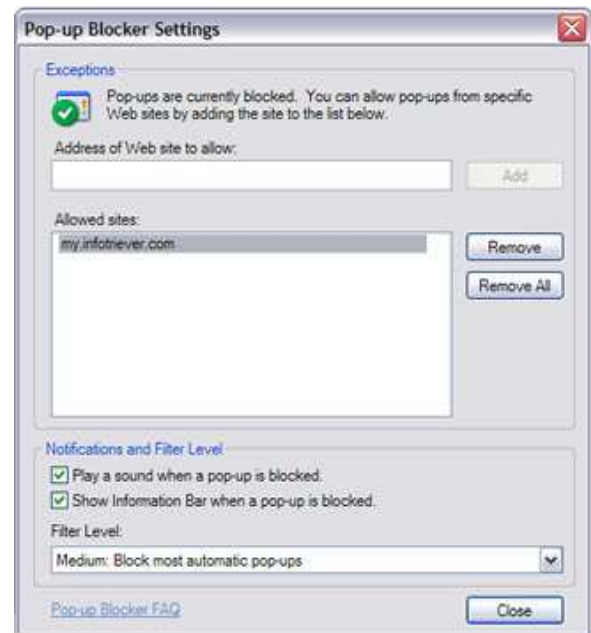 Pop-up Blocker Settings
Exceptions
Pop-ups are currently blocked. You can allow pop-ups from specific
Web sites by adding the site to the list below.
Address of Web site to allow:
Add
Allowed sites:
my.infotriever.com
Remove
Remove All
Notifications and Filter Level
Play a sound when a pop-up is blocked.
Show Information Bar when a pop-up is blocked.
Filter Level:
Medium: Block most automatic pop-ups
Pop-up Blocker FAQ
Close